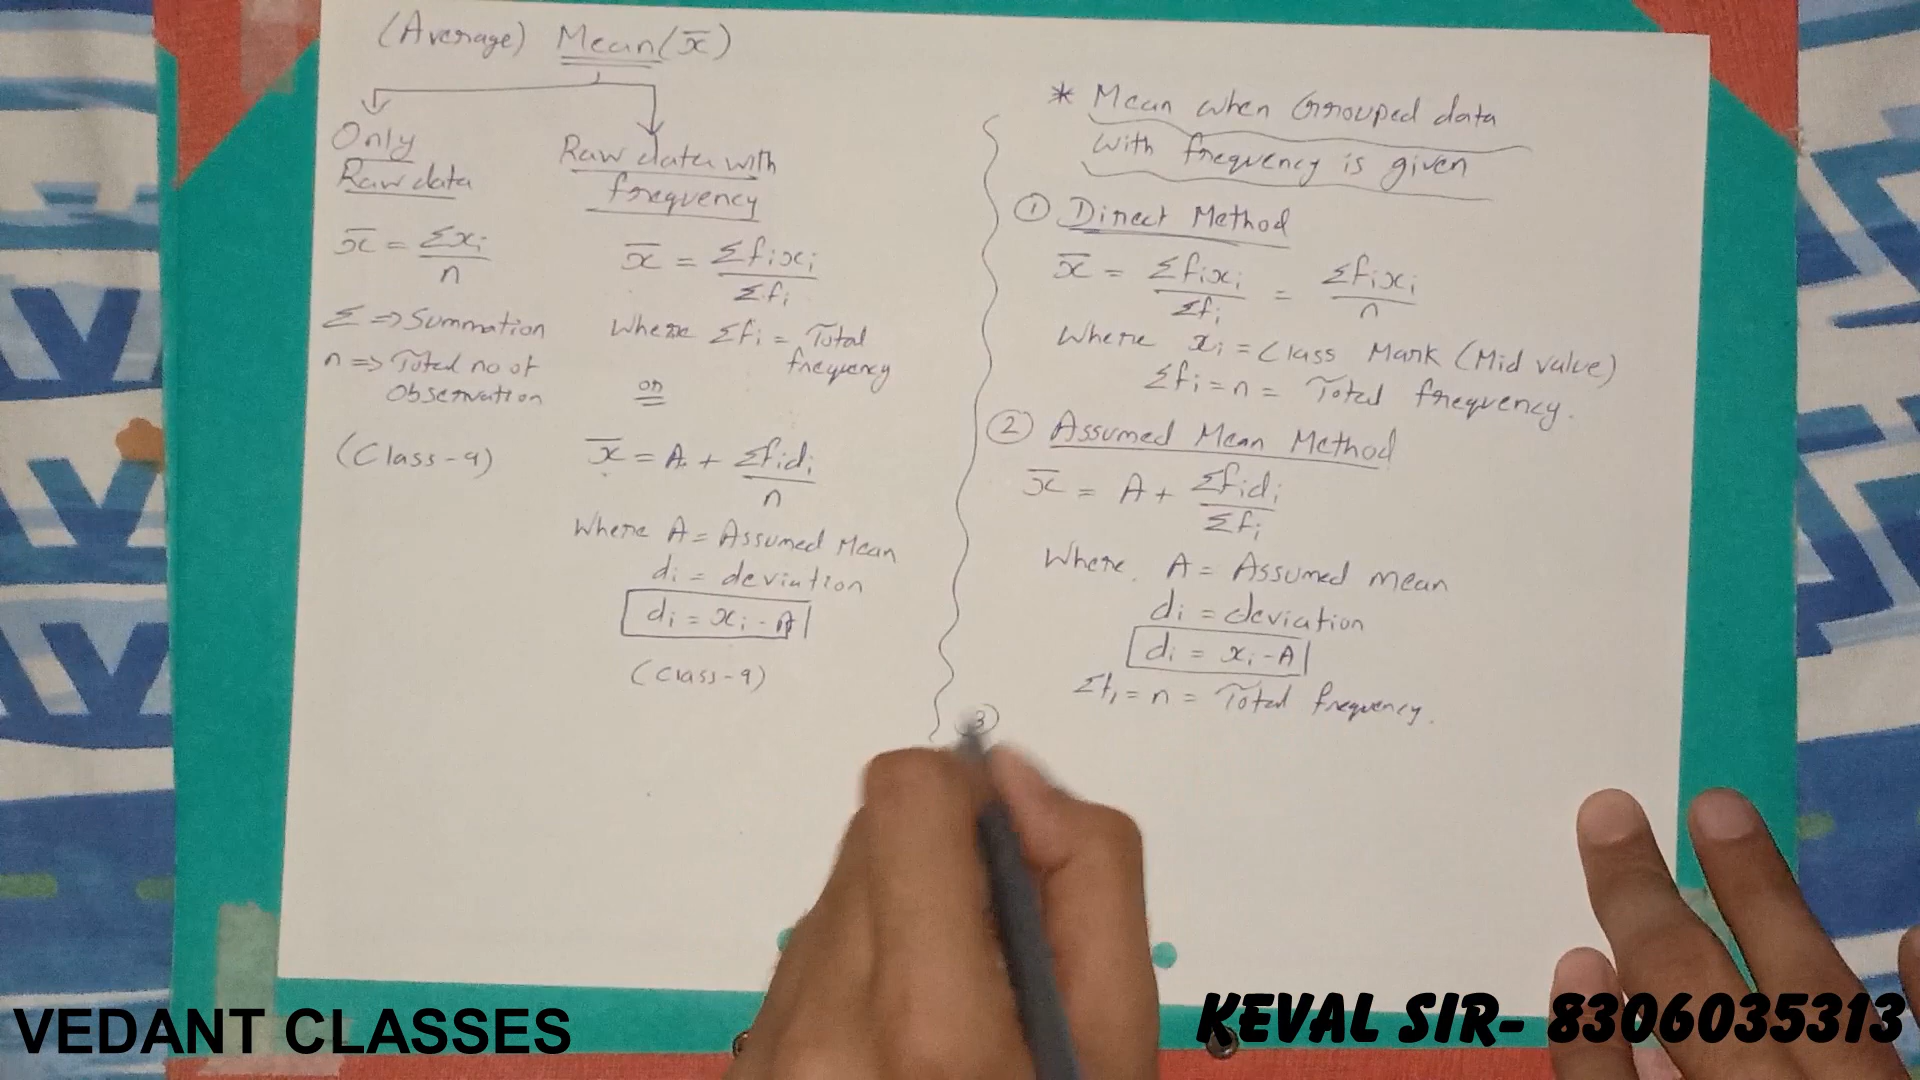 (Average) Mean (x̄)
Only
Raw data
x̄ = Σxi / n
Σ => Summation
n => Total no of
Observation
(Class-9)
Raw data with
frequency
x̄ = Σfixi / Σfi
Where Σfi = Total
frequency
or
x̄ = A + Σfidi / n
Where A = Assumed Mean
di = deviation
di = xi - A
(Class-9)
* Mean when Grouped data
with frequency is given
① Direct Method
x̄ = Σfixi / Σfi = Σfixi / n
Where xi = Class Mark (Mid value)
Σfi = n = Total frequency.
② Assumed Mean Method
x̄ = A + Σfidi / Σfi
Where. A = Assumed mean
di = deviation
di = xi - A
Σfi = n = Total frequency.
③
VEDANT CLASSES
KEVAL SIR- 8306035313